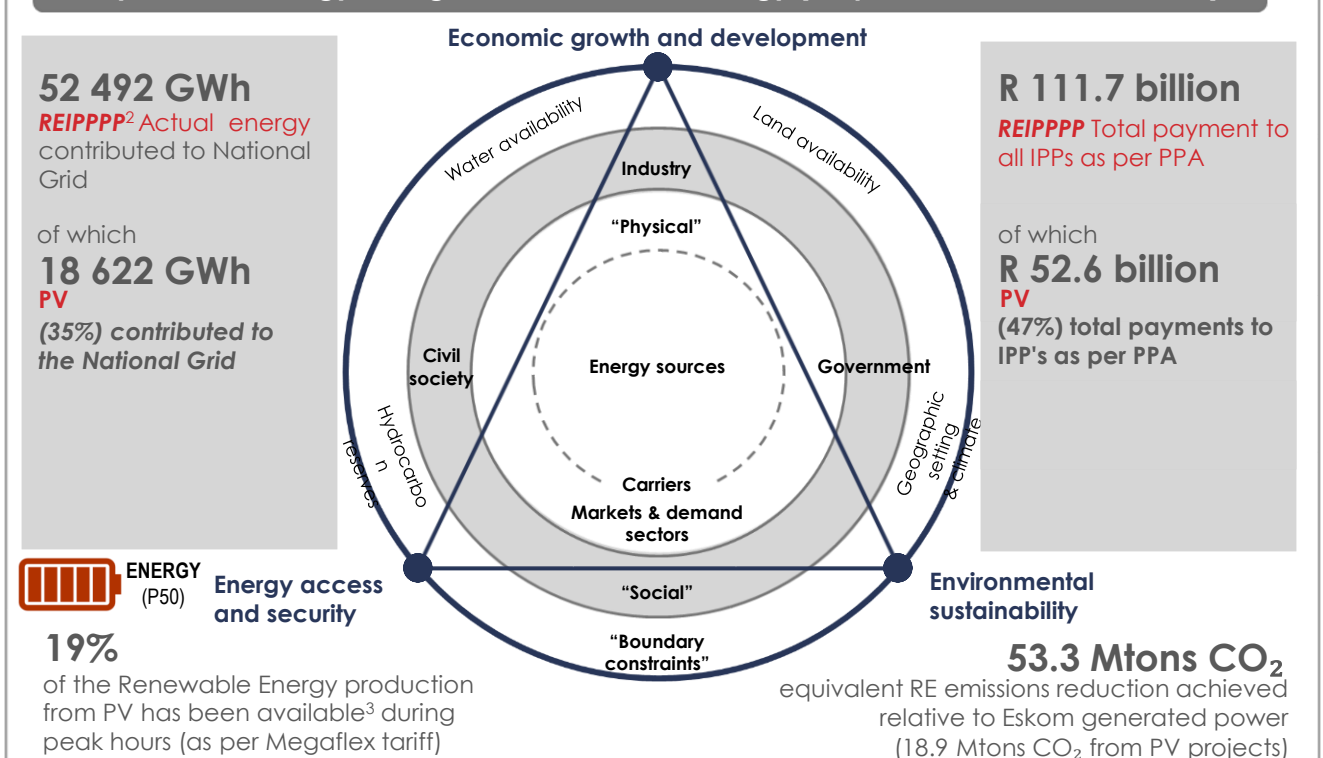 Economic growth and development
52 492 GWh
REIPPPP² Actual energy
contributed to National
Grid
of which
18 622 GWh
PV
(35%) contributed to
the National Grid
R 111.7 billion
REIPPPP Total payment to
all IPPs as per PPA
of which
R 52.6 billion
PV
(47%) total payments to
IPP's as per PPA
Water availability
Land availability
Industry
“Physical”
Civil
society
Energy sources
Government
Hydrocarbo
n
reserves
Geographic
setting
& climate
Carriers
Markets & demand
sectors
“Social”
“Boundary
constraints”
ENERGY
(P50)
Energy access
and security
Environmental
sustainability
19%
of the Renewable Energy production
from PV has been available³ during
peak hours (as per Megaflex tariff)
53.3 Mtons CO₂
equivalent RE emissions reduction achieved
relative to Eskom generated power
(18.9 Mtons CO₂ from PV projects)